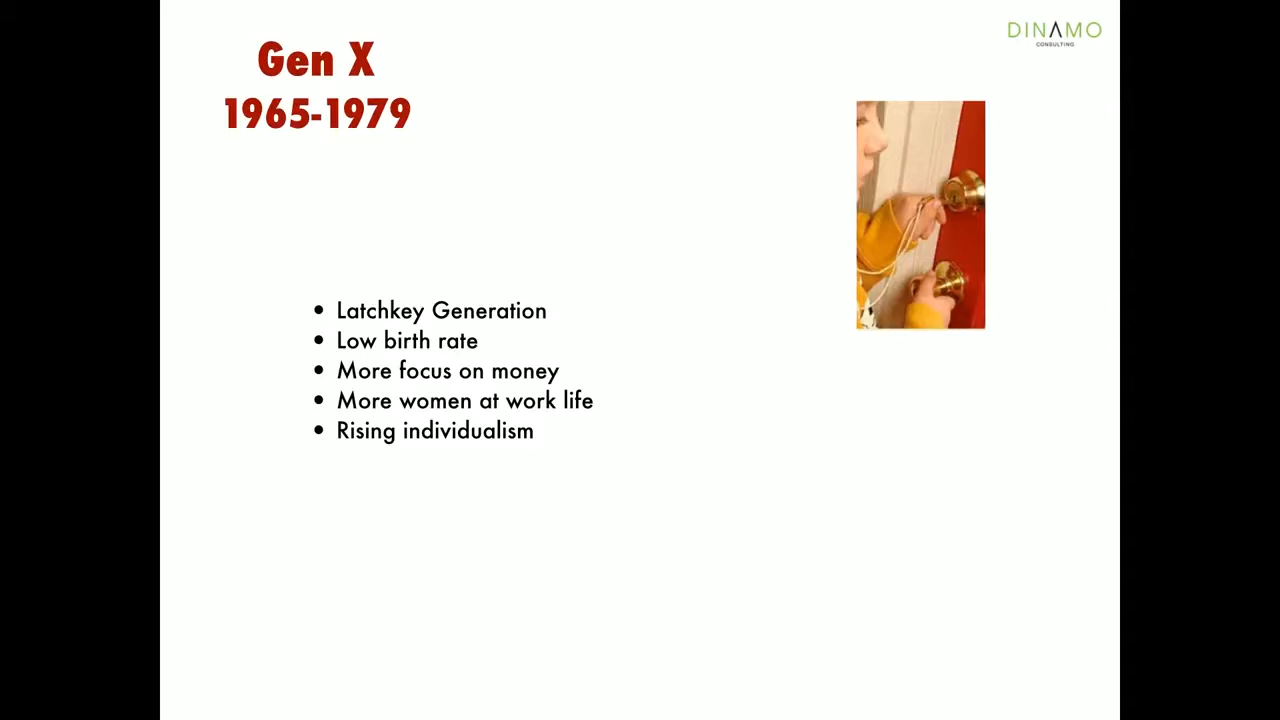 DINAMO
CONSULTING
Gen X
1965-1979
• Latchkey Generation
• Low birth rate
• More focus on money
• More women at work life
• Rising individualism